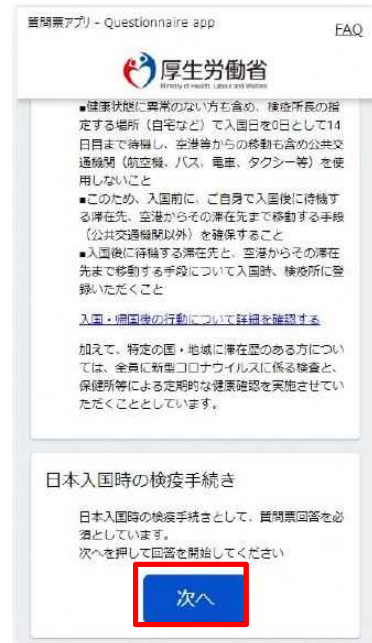 質問票アプリ - Questionnaire app
FAQ
厚生労働省
Ministry of Health, Labour and Welfare
■健康状態に異常のない方も含め、検疫所長の指
定する場所（自宅など）で入国日を0日として14
日目まで待機し、空港等からの移動も含め公共交
通機関（航空機、バス、電車、タクシー等）を使
用しないこと
■このため、入国前に、ご自身で入国後に待機す
る滞在先、空港からその滞在先まで移動する手段
（公共交通機関以外）を確保すること
■入国後に待機する滞在先と、空港からその滞在
先まで移動する手段について入国時、検疫所に登
録いただくこと
入国・帰国後の行動について詳細を確認する
加えて、特定の国・地域に滞在歴のある方につい
ては、全員に新型コロナウイルスに係る検査と、
保健所等による定期的な健康確認を実施させてい
ただくこととしています。
日本入国時の検疫手続き
日本入国時の検疫手続きとして、質問票回答を必
須としています。
次へを押して回答を開始してください
次へ